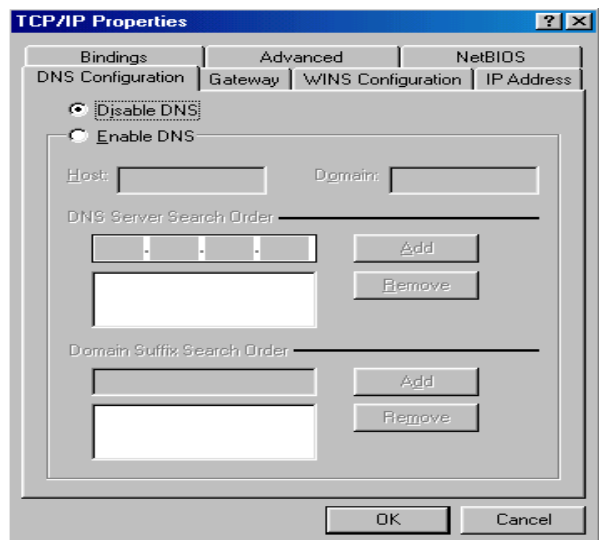 TCP/IP Properties
Bindings Advanced NetBIOS
DNS Configuration Gateway WINS Configuration IP Address
Disable DNS
Enable DNS
Host: Domain:
DNS Server Search Order
. . . Add
Remove
Domain Suffix Search Order
Add
Remove
OK Cancel